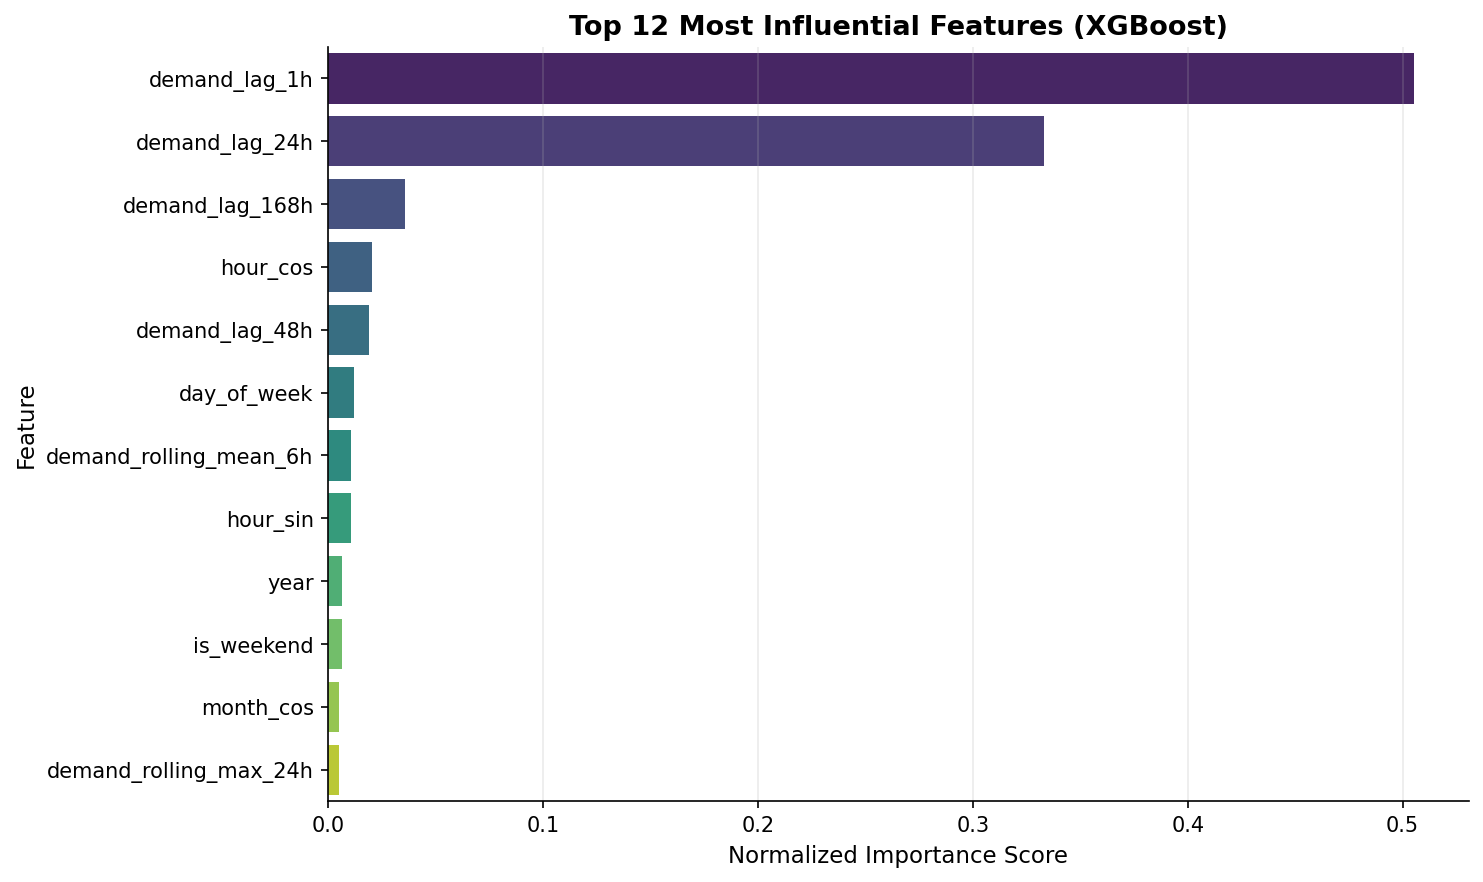 Top 12 Most Influential Features (XGBoost)
demand_lag_1h
demand_lag_24h
demand_lag_168h
hour_cos
demand_lag_48h
day_of_week
demand_rolling_mean_6h
hour_sin
year
is_weekend
month_cos
demand_rolling_max_24h
Feature
0.0 0.1 0.2 0.3 0.4 0.5
Normalized Importance Score